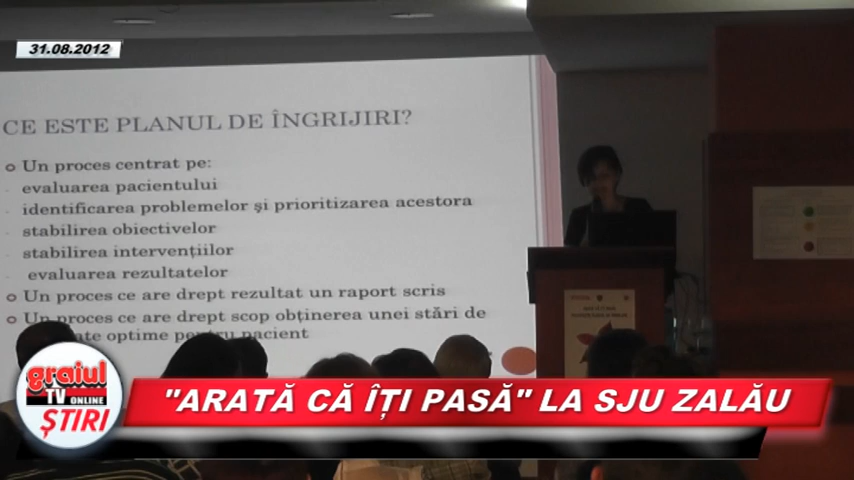 31.08.2012
CE ESTE PLANUL DE ÎNGRIJIRI?
Un proces centrat pe:
- evaluarea pacientului
- identificarea problemelor şi prioritizarea acestora
- stabilirea obiectivelor
- stabilirea intervenţiilor
- evaluarea rezultatelor
Un proces ce are drept rezultat un raport scris
Un proces ce are drept scop obţinerea unei stări de
optime pentru pacient
graiul
TV ONLINE
ŞTIRI
"ARATĂ CĂ ÎȚI PASĂ" LA SJU ZALĂU